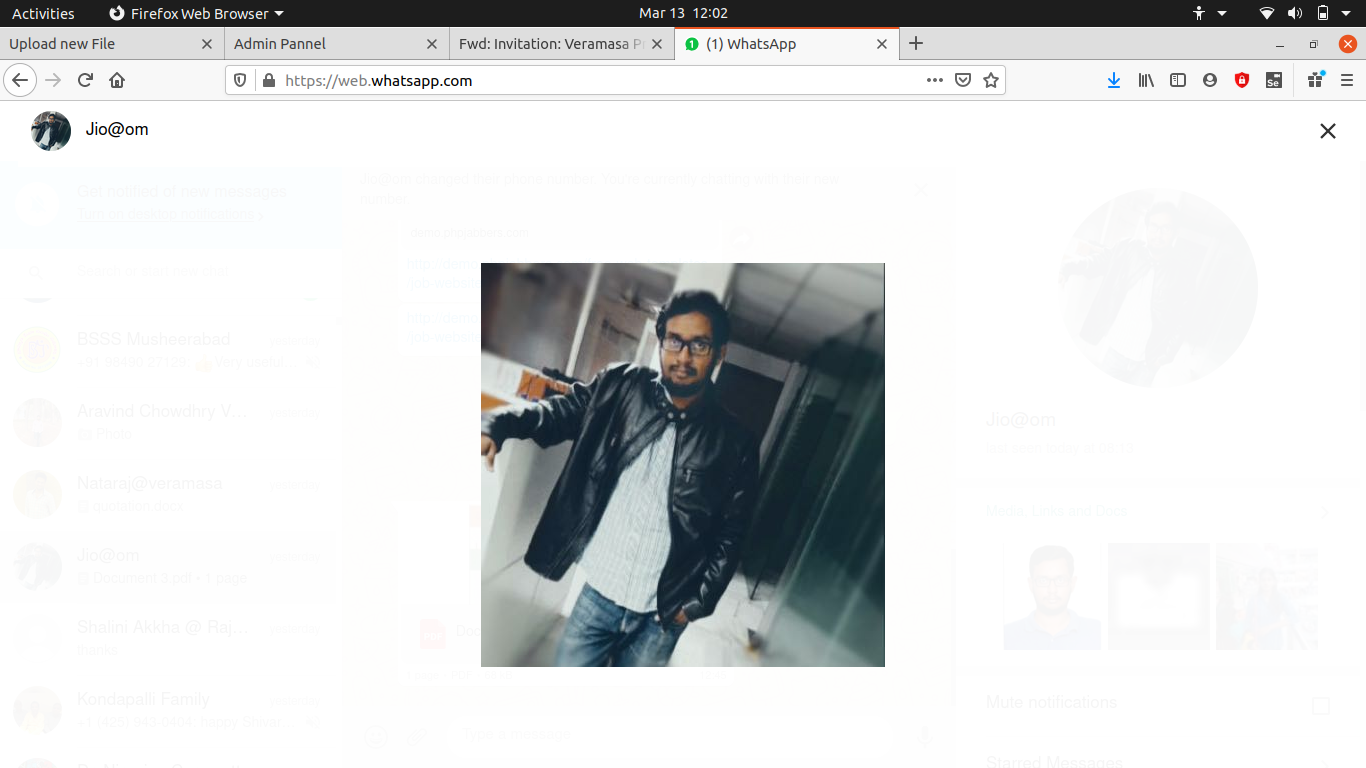 Activities
Firefox Web Browser
Mar 13 12:02
Upload new File
Admin Pannel
Fwd: Invitation: Veramasa P
(1) WhatsApp
https://web.whatsapp.com
Se
Jio@om
Get notified of new messages
Turn on desktop notifications
Jio@om changed their phone number. You're currently chatting with their new
number.
Search or start new chat
BSSS Musheerabad
Very useful...
Aravind Chowdhry V...
Photo
Nataraj@veramasa
quotation.docx
Jio@om
Document 3.pdf • 1 page
Shalini Akkha @ Raj...
thanks
Kondapalli Family
Type a message
Jio@om
Media, Links and Docs
Mute notifications
Starred Messages